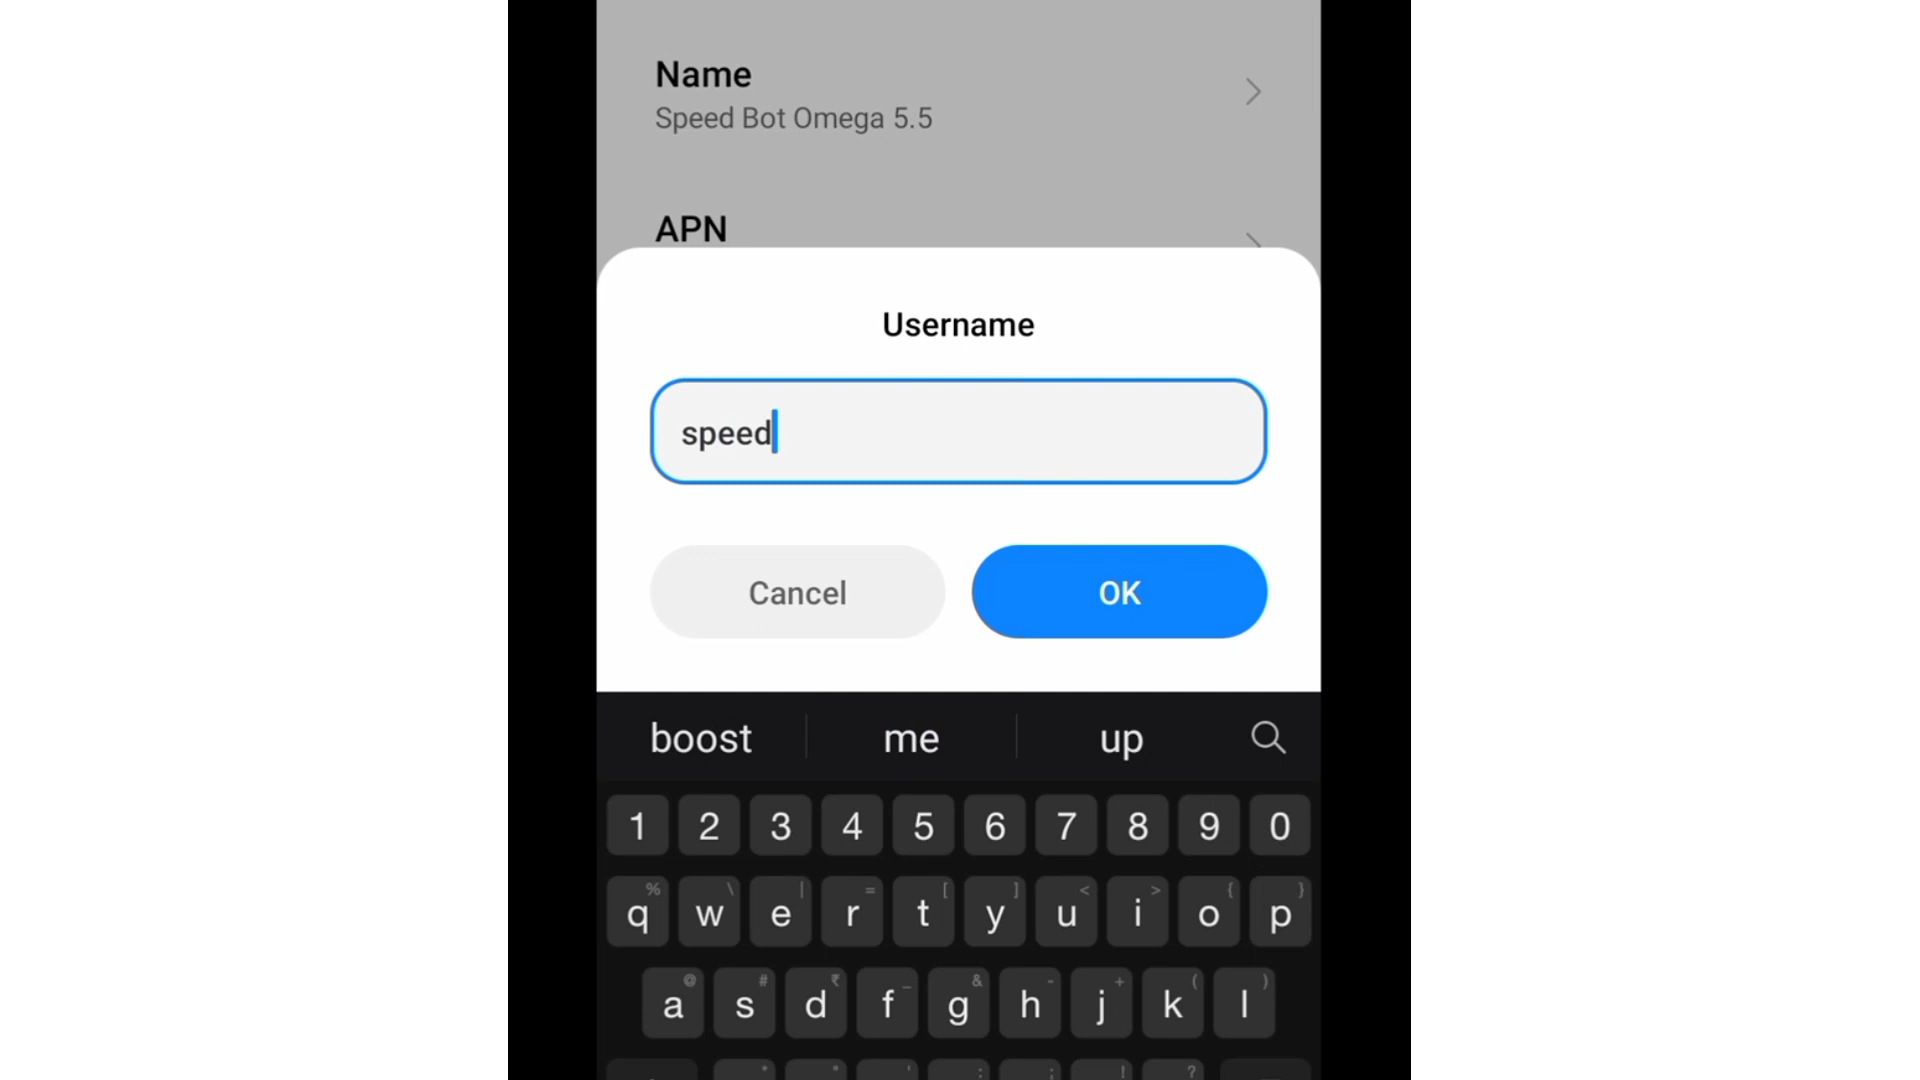 Name
Speed Bot Omega 5.5
APN
Username
speed
Cancel OK
boost me up
1 2 3 4 5 6 7 8 9 0
% \ | = [ ] < > { }
q w e r t y u i o p
@ # ₹ _ & - + ( )
a s d f g h j k l
* " ' : ; ! ?